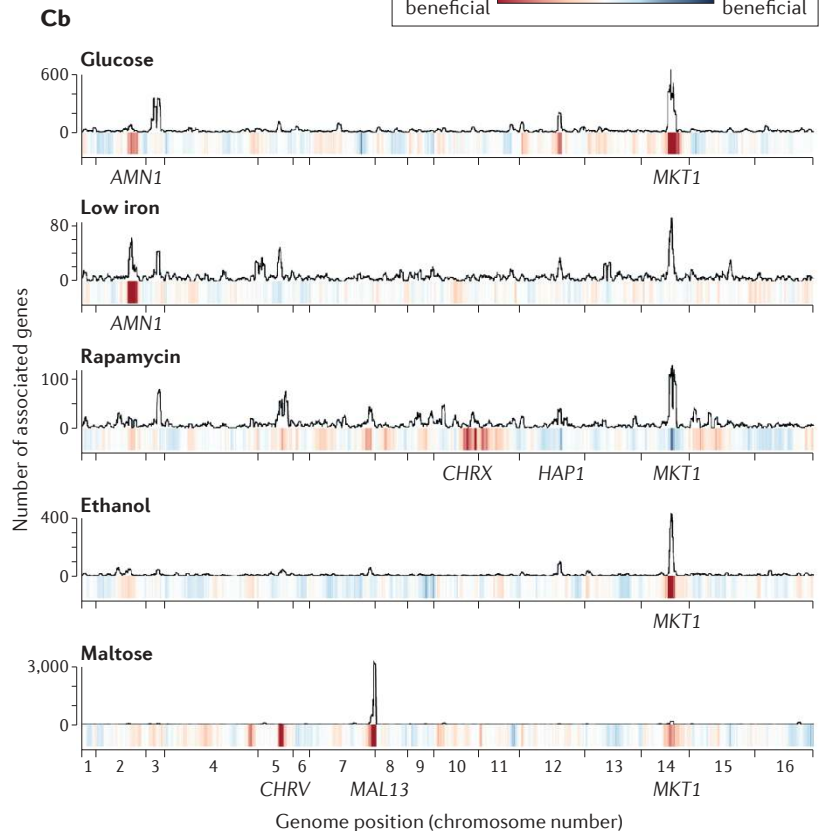 beneficial beneficial
Cb
Glucose
600
0
AMN1 MKT1
Low iron
80
0
AMN1
Rapamycin
100
0
CHRX HAP1 MKT1
Ethanol
400
0
MKT1
Maltose
3,000
0
1 2 3 4 5 6 7 8 9 10 11 12 13 14 15 16
CHRV MAL13 MKT1
Genome position (chromosome number)
Number of associated genes